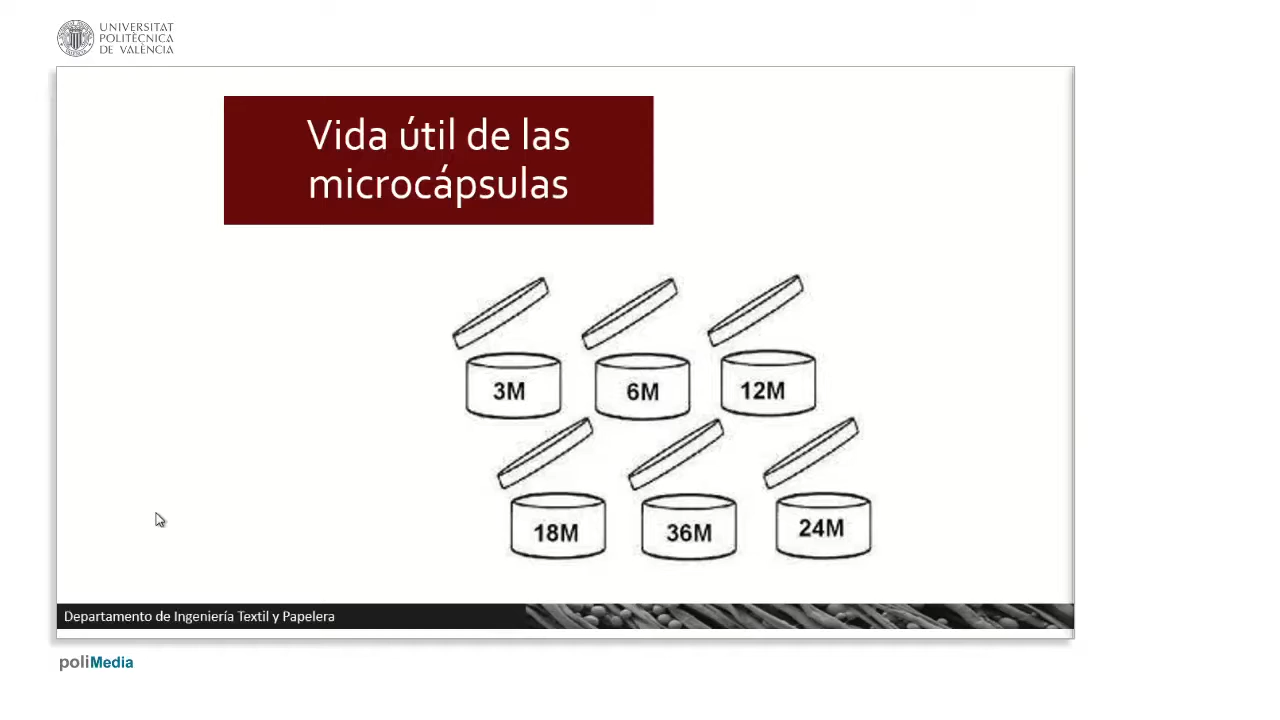 UNIVERSITAT
POLITÈCNICA
DE VALÈNCIA
Vida útil de las
microcápsulas
3M
6M
12M
18M
36M
24M
Departamento de Ingeniería Textil y Papelera
poliMedia